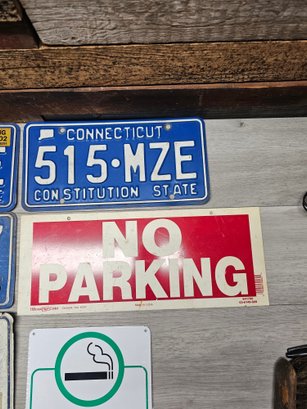 CONNECTICUT
515·MZE
CONSTITUTION STATE
NO
PARKING